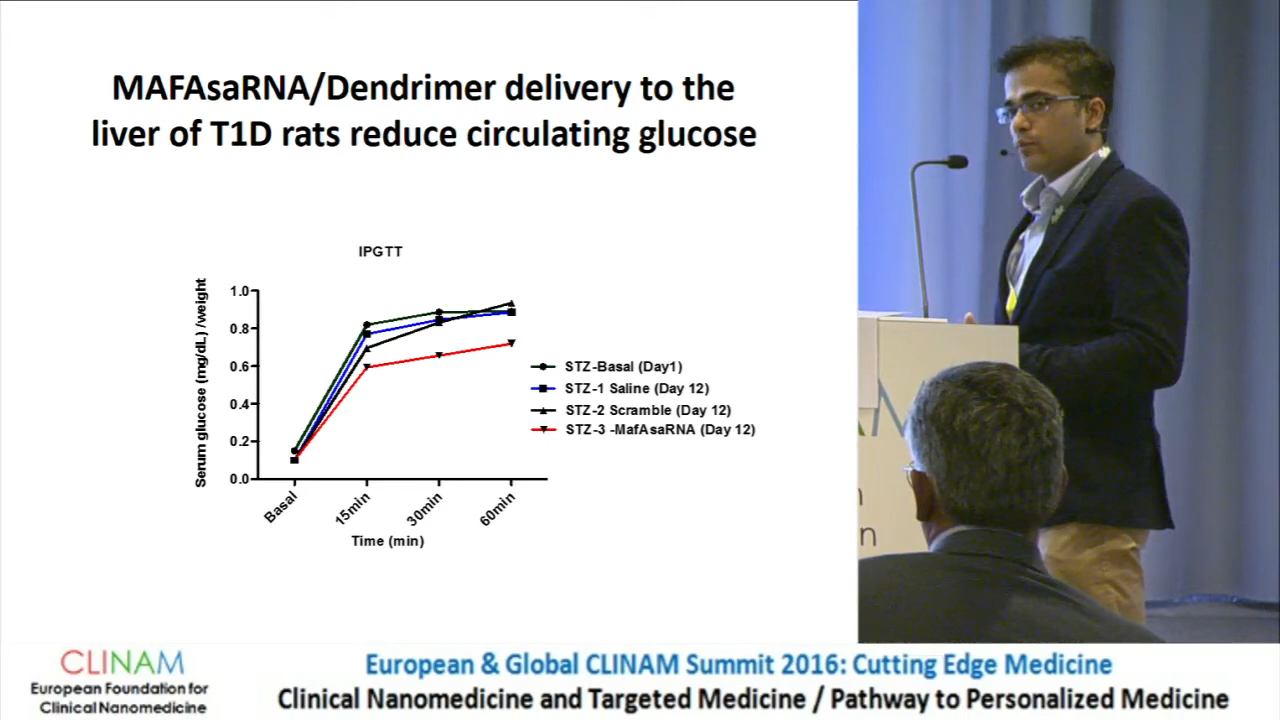 MAFAsaRNA/Dendrimer delivery to the
liver of T1D rats reduce circulating glucose
IPGTT
Serum glucose (mg/dL) /weight
1.0
0.8
0.6
0.4
0.2
0.0
Basal
15min
30min
60min
Time (min)
STZ-Basal (Day1)
STZ-1 Saline (Day 12)
STZ-2 Scramble (Day 12)
STZ-3 -MafAsaRNA (Day 12)
CLINAM
European Foundation for
Clinical Nanomedicine
European & Global CLINAM Summit 2016: Cutting Edge Medicine
Clinical Nanomedicine and Targeted Medicine / Pathway to Personalized Medicine